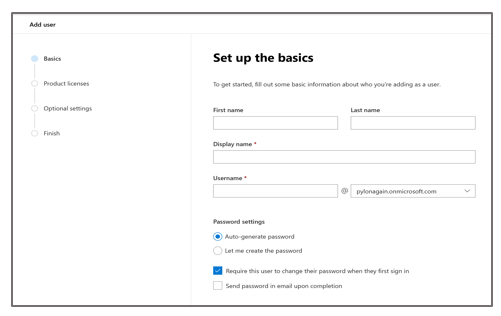 Add user
Basics
Product licenses
Optional settings
Finish
Set up the basics
To get started, fill out some basic information about who you're adding as a user.
First name Last name
Display name *
Username *
@ pylonagain.onmicrosoft.com
Password settings
Auto-generate password
Let me create the password
Require this user to change their password when they first sign in
Send password in email upon completion